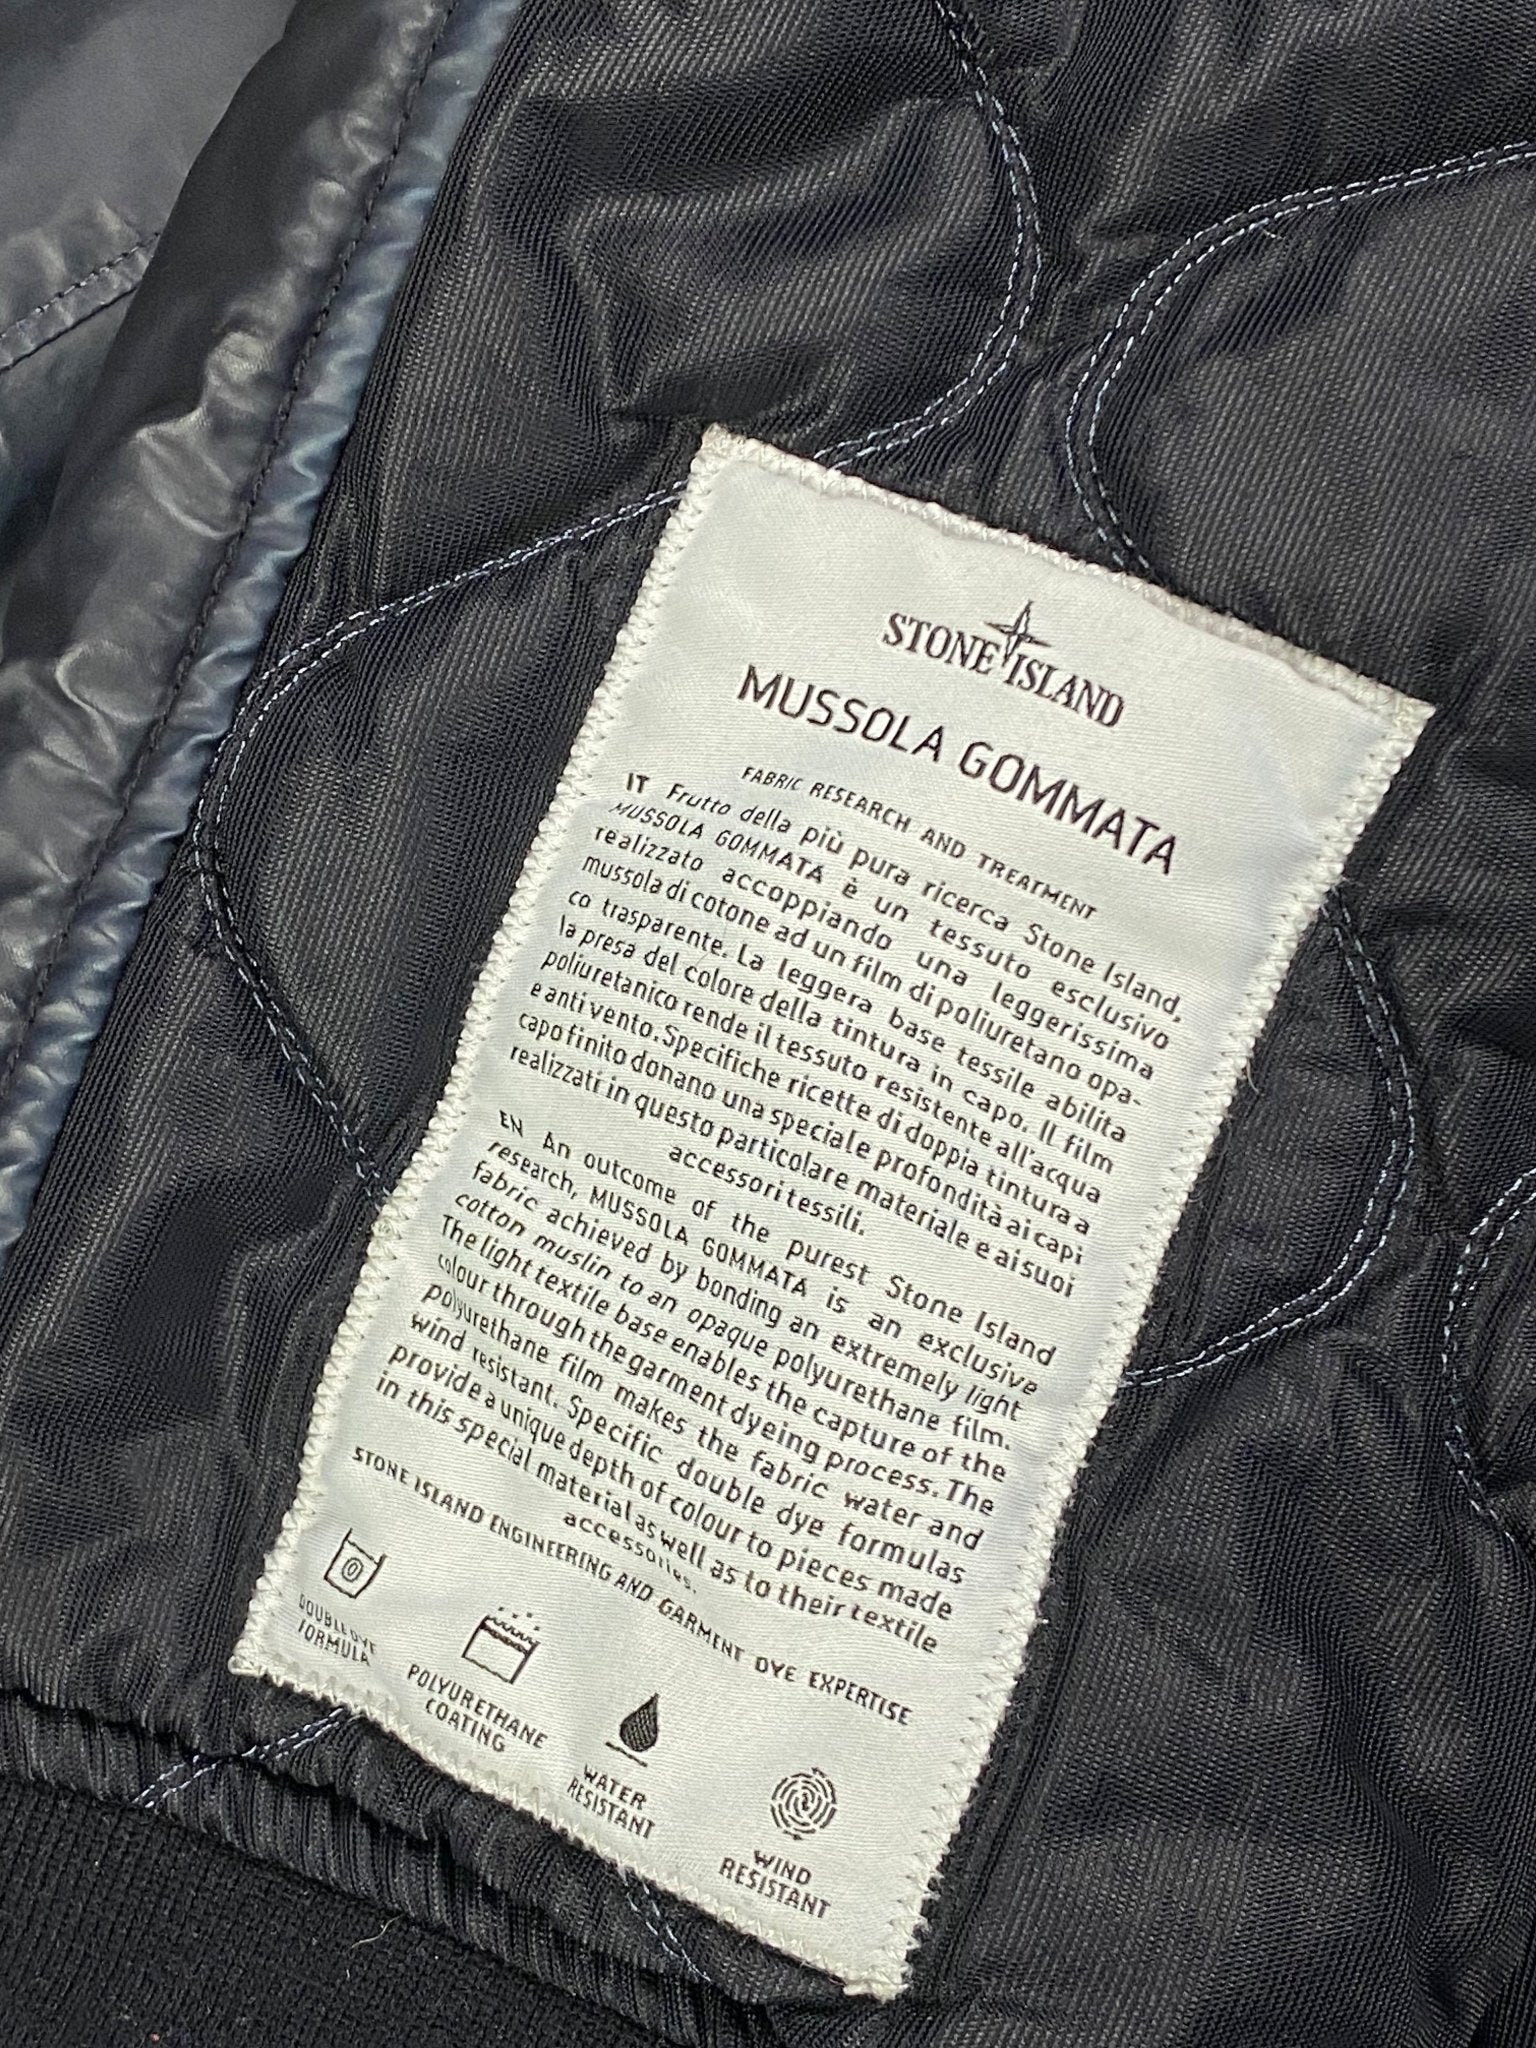 STONE ISLAND
MUSSOLA GOMMATA
FABRIC RESEARCH AND TREATMENT
IT Frutto della più pura ricerca Stone Island,
MUSSOLA GOMMATA è un tessuto esclusivo
realizzato accoppiando una leggerissima
mussola di cotone ad un film di poliuretano opa-
co trasparente. La leggera base tessile abilita
la presa del colore della tintura in capo. Il film
poliuretanico rende il tessuto resistente all'acqua
e anti vento. Specifiche ricette di doppia tintura a
capo finito donano una speciale profondità ai capi
realizzati in questo particolare materiale e ai suoi
accessori tessili.
EN An outcome of the purest Stone Island
research, MUSSOLA GOMMATA is an exclusive
fabric achieved by bonding an extremely light
cotton muslin to an opaque polyurethane film.
The light textile base enables the capture of the
colour through the garment dyeing process. The
polyurethane film makes the fabric water and
wind resistant. Specific double dye formulas
provide a unique depth of colour to pieces made
in this special material as well as to their textile
accessories.
STONE ISLAND ENGINEERING AND GARMENT DYE EXPERTISE
DOUBLE DYE
FORMULA
POLYURETHANE
COATING
WATER
RESISTANT
WIND
RESISTANT